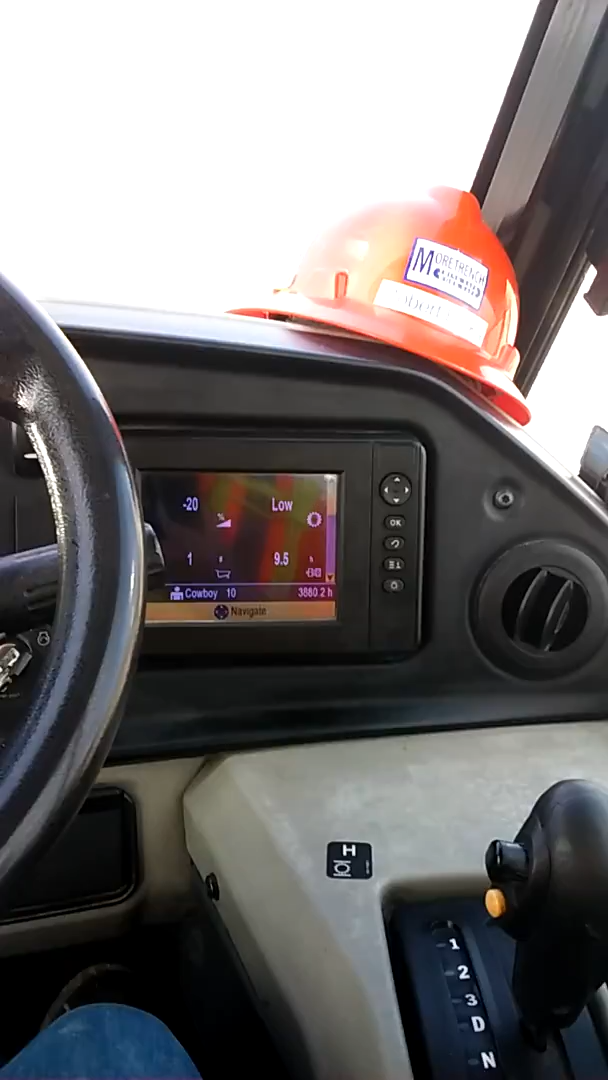 MORETRENCH
-20
Low
%
1
9.5
h
Cowboy 10
3880.2 h
Navigate
OK
H
1
2
3
D
N